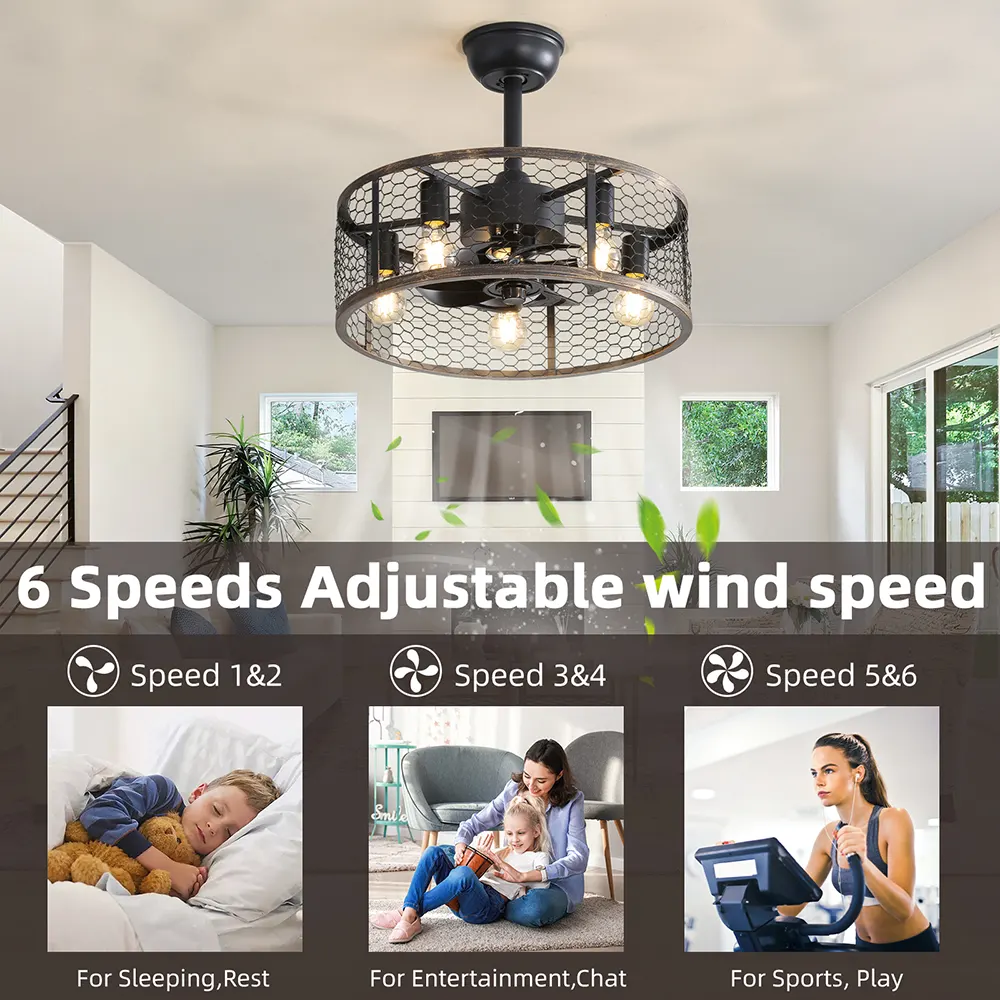 6 Speeds Adjustable wind speed
Speed 1&2
Speed 3&4
Speed 5&6
Smile
For Sleeping,Rest
For Entertainment,Chat
For Sports, Play